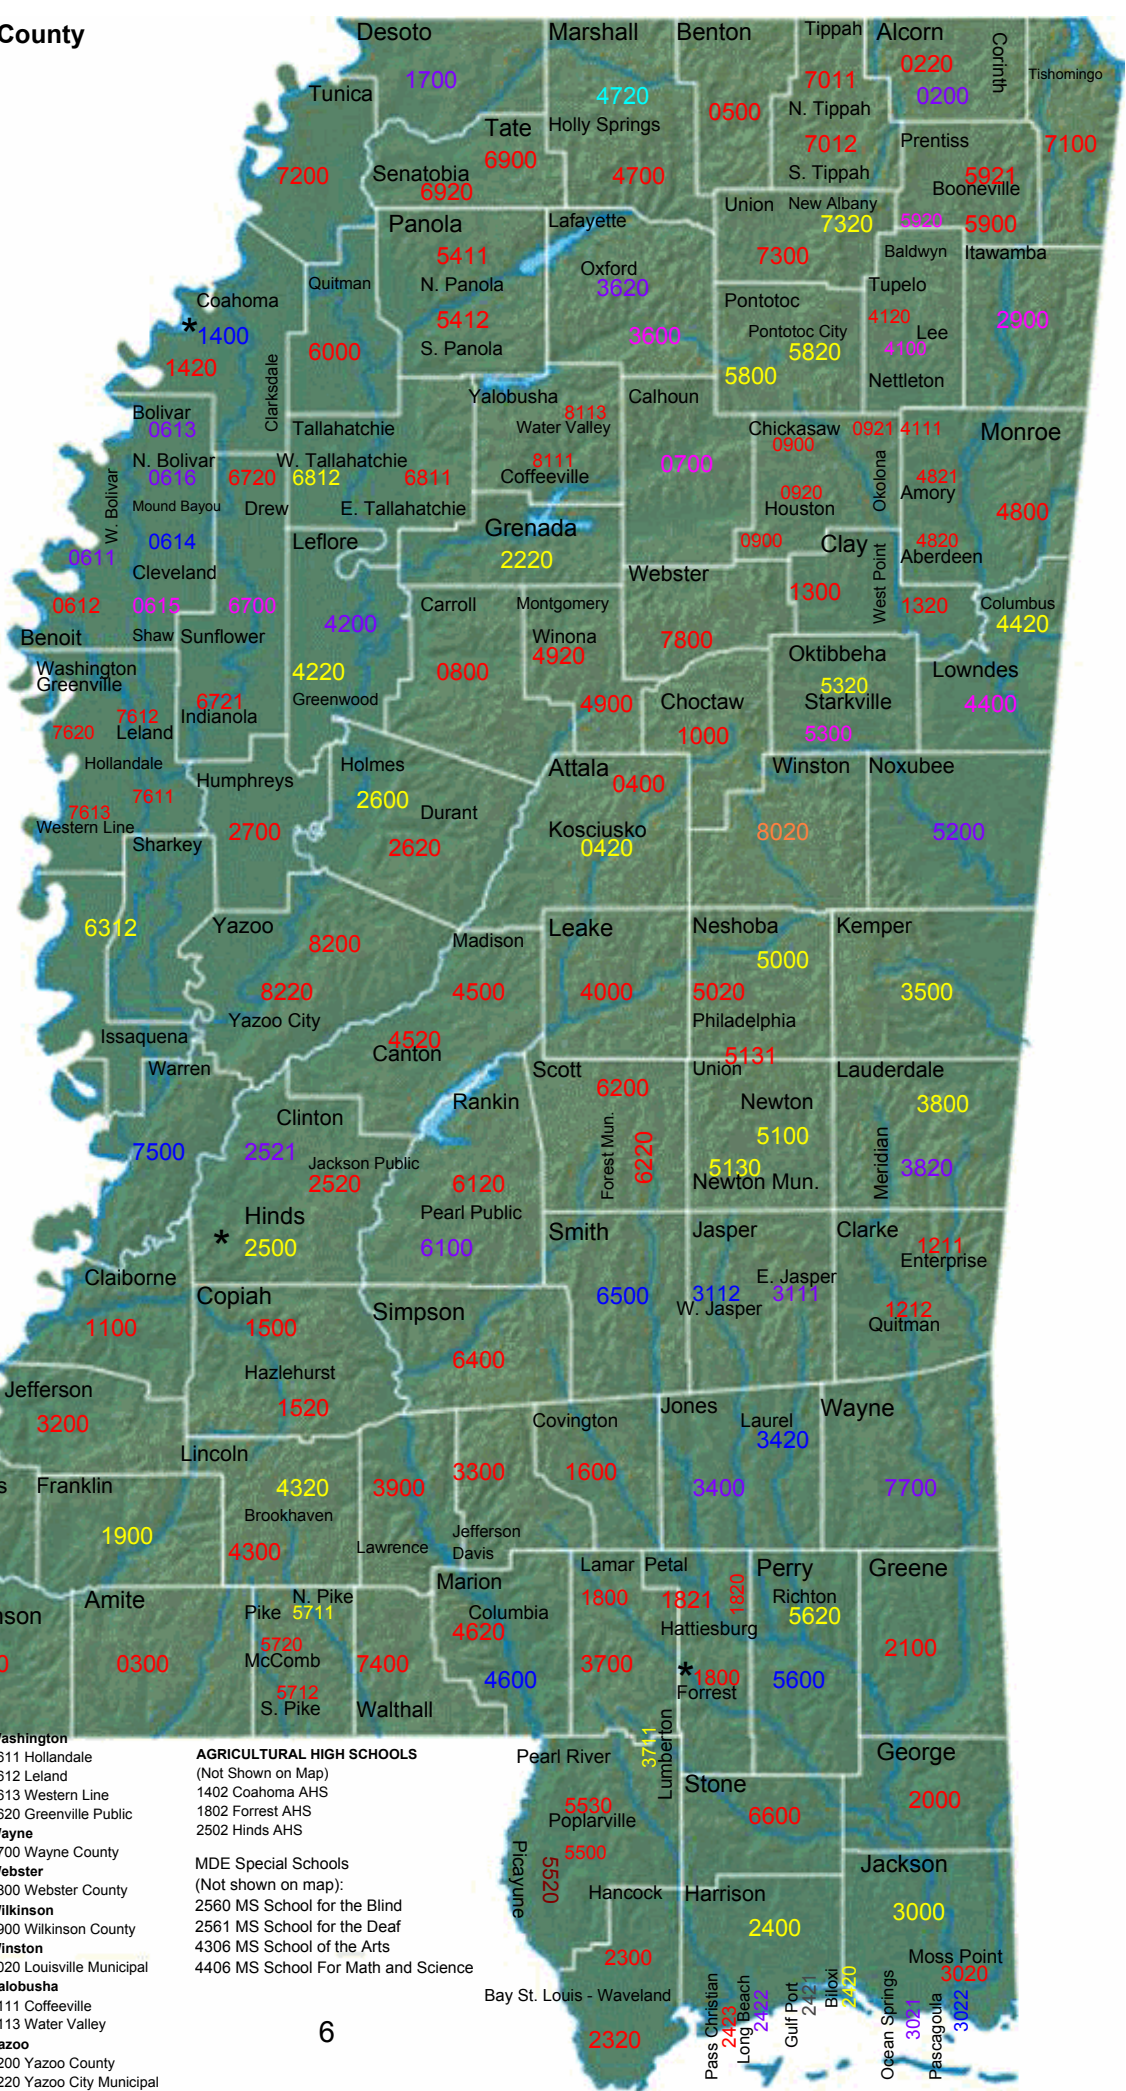 County
Desoto
Marshall
Benton
Tippah
Alcorn
Corinth
Tishomingo
1700
4720
0500
7011
0220
0200
Tunica
Holly Springs
N. Tippah
Tate
6900
Prentiss
7100
7200
Senatobia
6920
4700
7012
S. Tippah
5921
Booneville
Union
New Albany
7320
5920
5900
Panola
Lafayette
5411
N. Panola
Oxford
3620
7300
Baldwyn
Itawamba
Quitman
Coahoma
*1400
1420
5412
S. Panola
3600
Pontotoc
Pontotoc City
5820
5800
Tupelo
4120
Lee
4100
Nettleton
2900
6000
Clarksdale
Yalobusha
8113
Water Valley
Calhoun
Bolivar
0613
Tallahatchie
Chickasaw
0900
0921
4111
Monroe
N. Bolivar
0616
Mound Bayou
W. Bolivar
6720
Drew
W. Tallahatchie
6812
6811
E. Tallahatchie
8111
Coffeeville
0700
0920
Houston
Okolona
4821
Amory
4800
0614
Cleveland
0611
Leflore
Grenada
2220
0900
Clay
4820
Aberdeen
Webster
0612
0615
6700
4200
Carroll
Montgomery
1300
West Point
1320
Columbus
4420
Benoit
Shaw
Sunflower
Winona
4920
7800
Washington
Greenville
4220
Greenwood
0800
Oktibbeha
5320
Starkville
Lowndes
4400
7620
7612
Leland
6721
Indianola
4900
Choctaw
1000
5300
Hollandale
7611
Humphreys
Holmes
2600
Durant
Attala
0400
Winston
Noxubee
7613
Western Line
Sharkey
2700
2620
Kosciusko
0420
8020
5200
6312
Yazoo
8200
Madison
Leake
Neshoba
5000
Kemper
8220
Yazoo City
4500
4000
5020
Philadelphia
3500
Issaquena
4520
Canton
5131
Warren
Scott
6200
Union
Lauderdale
Clinton
Rankin
Newton
3800
7500
2521
Jackson Public
2520
6120
Forest Mun.
6220
5100
5130
Newton Mun.
Meridian
3820
Hinds
*
2500
Pearl Public
6100
Smith
Jasper
Clarke
1211
Enterprise
Claiborne
Copiah
1500
Simpson
6500
3112
W. Jasper
E. Jasper
3111
1212
Quitman
1100
6400
Hazlehurst
1520
Jefferson
3200
Covington
Jones
Laurel
3420
Wayne
Lincoln
s
Franklin
4320
Brookhaven
3900
3300
1600
3400
7700
1900
4300
Lawrence
Jefferson
Davis
Lamar
Petal
Perry
Greene
nson
Amite
N. Pike
5711
Pike
Marion
Columbia
4620
1800
1821
1820
Richton
5620
Hattiesburg
0
0300
5720
McComb
7400
4600
3700
*
1800
Forrest
5600
2100
5712
S. Pike
Walthall
Pearl River
3711
Lumberton
George
2000
Stone
6600
5530
Poplarville
5500
Picayune
5520
Hancock
Harrison
2400
Jackson
3000
2300
Moss Point
3020
Bay St. Louis - Waveland
2320
Pass Christian
2423
Long Beach
2422
Gulf Port
2421
Biloxi
2420
Ocean Springs
3021
Pascagoula
3022
ashington
611 Hollandale
612 Leland
613 Western Line
620 Greenville Public
ayne
700 Wayne County
ebster
800 Webster County
ilkinson
900 Wilkinson County
inston
020 Louisville Municipal
alobusha
111 Coffeeville
113 Water Valley
azoo
200 Yazoo County
220 Yazoo City Municipal
AGRICULTURAL HIGH SCHOOLS
(Not Shown on Map)
1402 Coahoma AHS
1802 Forrest AHS
2502 Hinds AHS
MDE Special Schools
(Not shown on map):
2560 MS School for the Blind
2561 MS School for the Deaf
4306 MS School of the Arts
4406 MS School For Math and Science
6